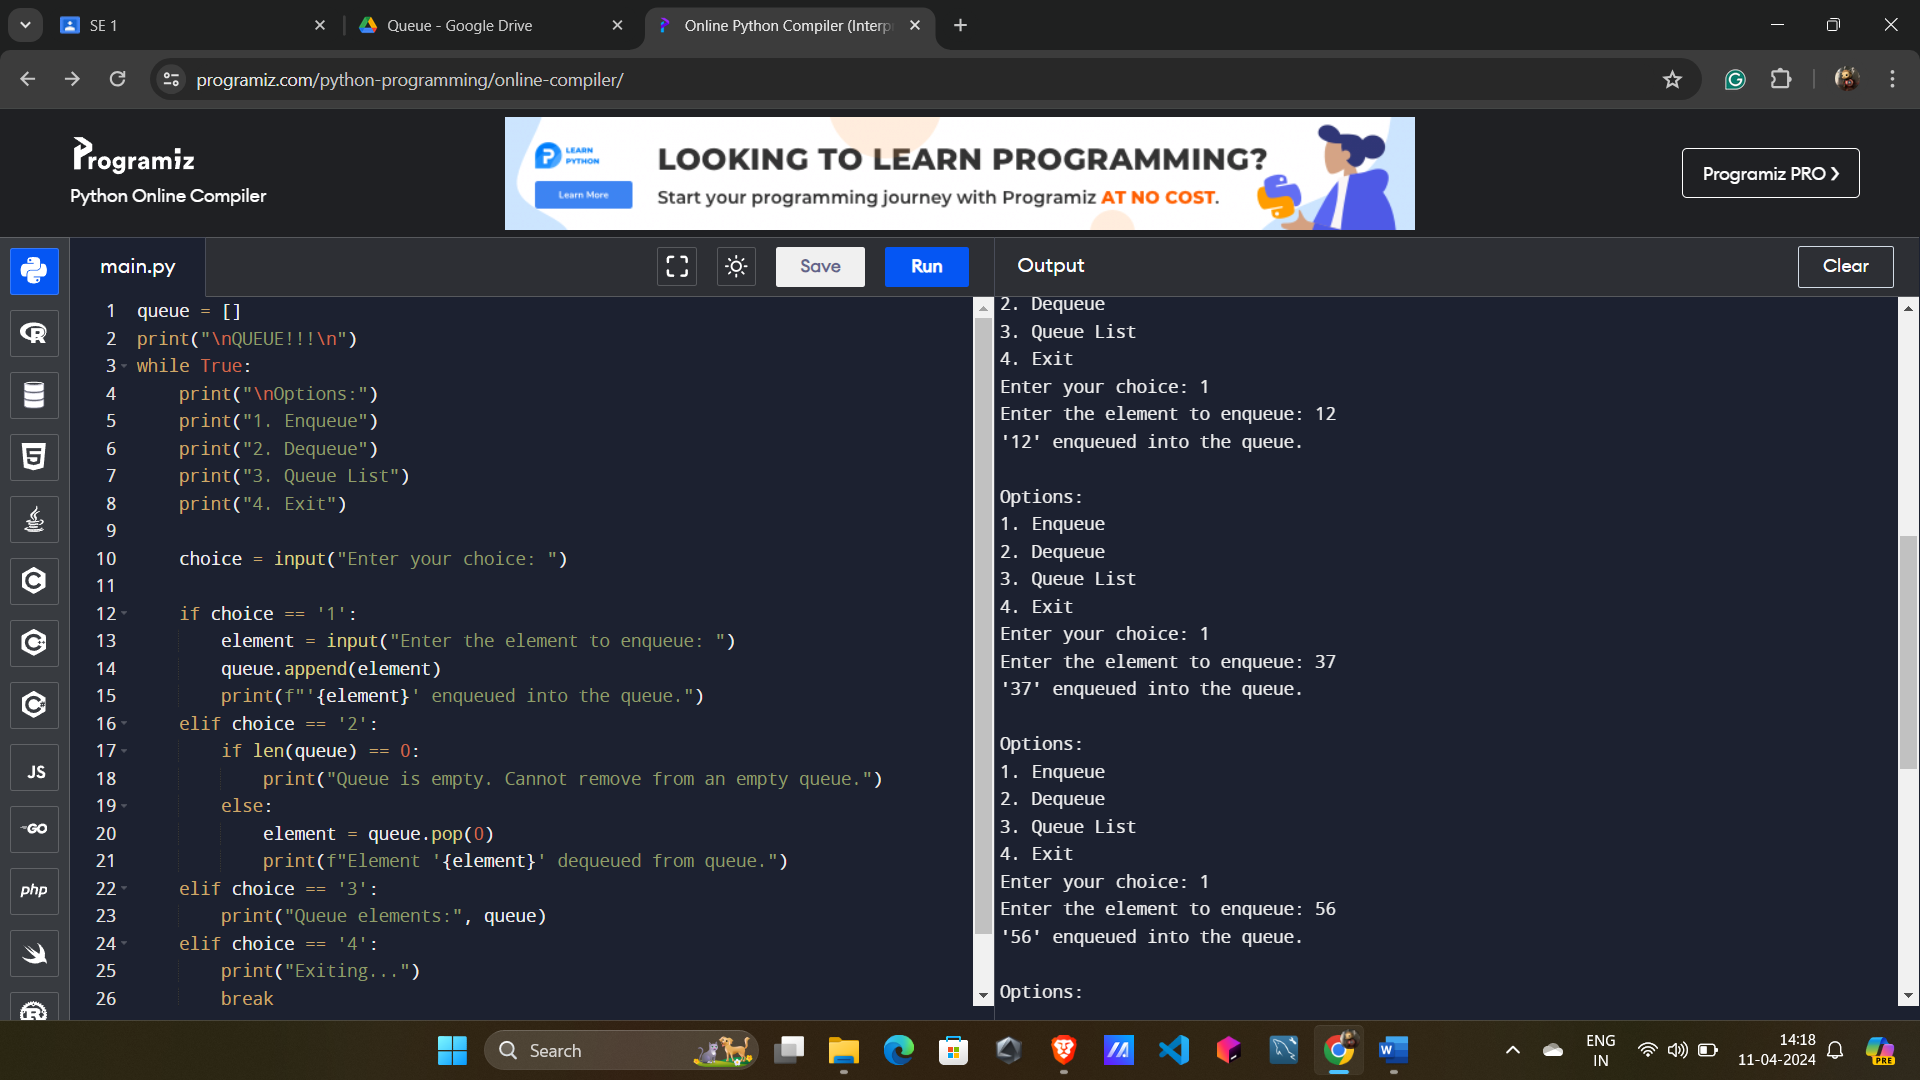 SE 1
Queue - Google Drive
Online Python Compiler (Interp
programiz.com/python-programming/online-compiler/
Programiz
Python Online Compiler
LEARN
PYTHON
Learn More
LOOKING TO LEARN PROGRAMMING?
Start your programming journey with Programiz AT NO COST.
Programiz PRO ❯
main.py
Save
Run
Output
Clear
1 queue = []
2 print("\nQUEUE!!!\n")
3 while True:
4     print("\nOptions:")
5     print("1. Enqueue")
6     print("2. Dequeue")
7     print("3. Queue List")
8     print("4. Exit")
9
10     choice = input("Enter your choice: ")
11
12     if choice == '1':
13         element = input("Enter the element to enqueue: ")
14         queue.append(element)
15         print(f"'{element}' enqueued into the queue.")
16     elif choice == '2':
17         if len(queue) == 0:
18             print("Queue is empty. Cannot remove from an empty queue.")
19         else:
20             element = queue.pop(0)
21             print(f"Element '{element}' dequeued from queue.")
22     elif choice == '3':
23         print("Queue elements:", queue)
24     elif choice == '4':
25         print("Exiting...")
26         break
2. Dequeue
3. Queue List
4. Exit
Enter your choice: 1
Enter the element to enqueue: 12
'12' enqueued into the queue.
Options:
1. Enqueue
2. Dequeue
3. Queue List
4. Exit
Enter your choice: 1
Enter the element to enqueue: 37
'37' enqueued into the queue.
Options:
1. Enqueue
2. Dequeue
3. Queue List
4. Exit
Enter your choice: 1
Enter the element to enqueue: 56
'56' enqueued into the queue.
Options:
JS
GO
php
Search
ENG
IN
14:18
11-04-2024
PRE